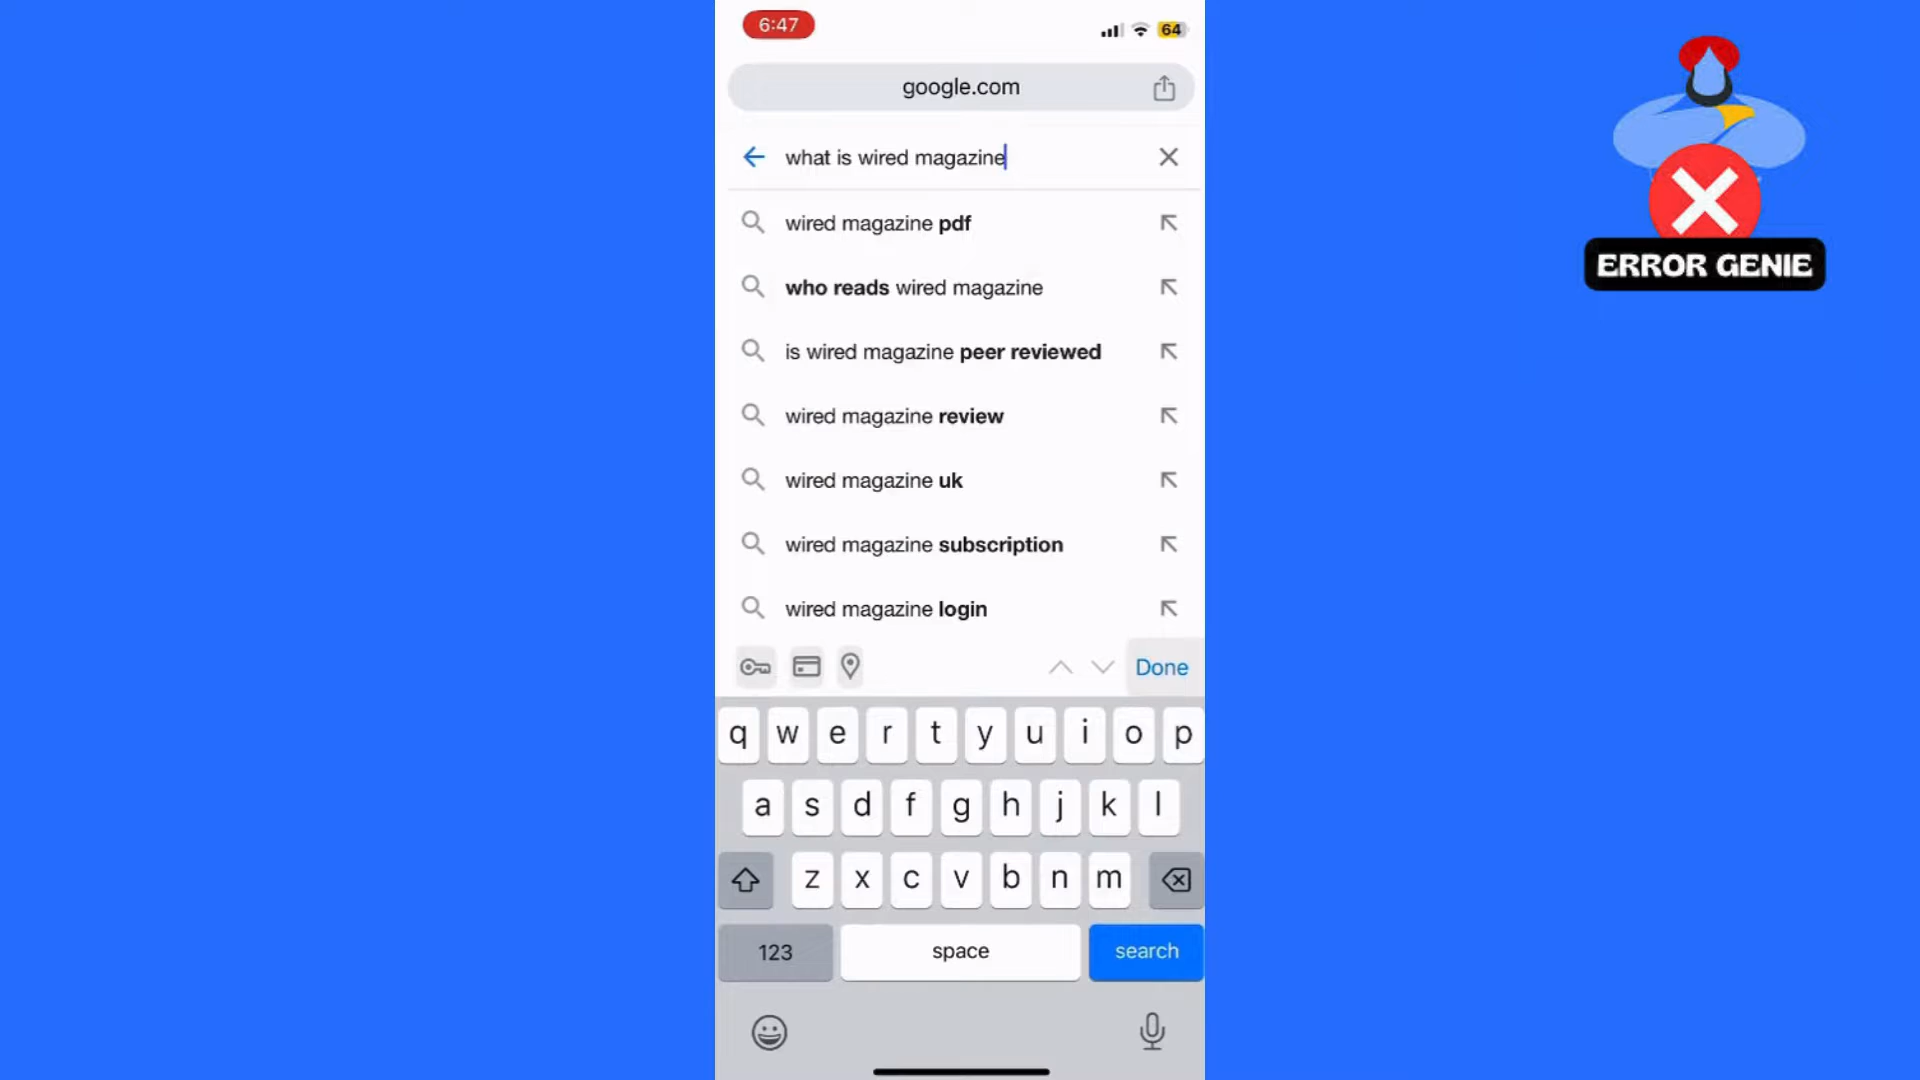 6:47
64
google.com
what is wired magazine
wired magazine pdf
who reads wired magazine
is wired magazine peer reviewed
wired magazine review
wired magazine uk
wired magazine subscription
wired magazine login
Done
q w e r t y u i o p
a s d f g h j k l
z x c v b n m
123 space search
ERROR GENIE